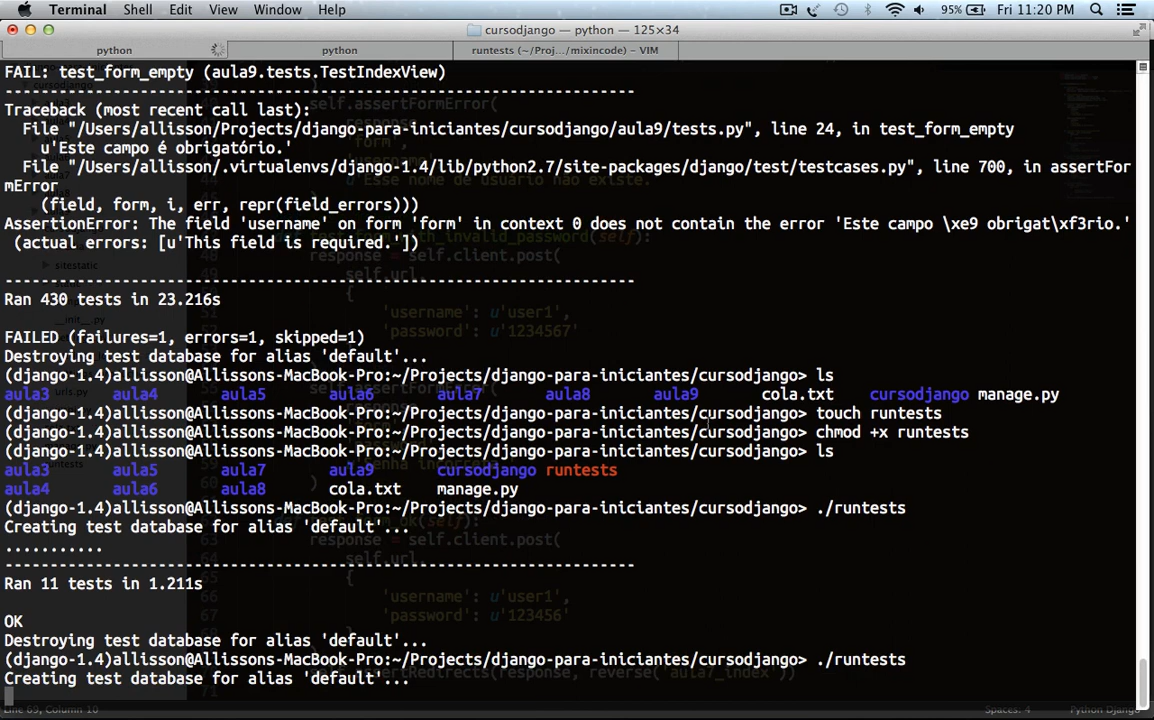 Terminal Shell Edit View Window Help 95% Fri 11:20 PM
cursodjango — python — 125×34
python python runtests (~/Proj.../mixincode) - VIM
FAIL: test_form_empty (aula9.tests.TestIndexView)
----------------------------------------------------------------------
Traceback (most recent call last):
File "/Users/allisson/Projects/django-para-iniciantes/cursodjango/aula9/tests.py", line 24, in test_form_empty
u'Este campo é obrigatório.'
File "/Users/allisson/.virtualenvs/django-1.4/lib/python2.7/site-packages/django/test/testcases.py", line 700, in assertFor
mError
(field, form, i, err, repr(field_errors)))
AssertionError: The field 'username' on form 'form' in context 0 does not contain the error 'Este campo \xe9 obrigat\xf3rio.'
(actual errors: [u'This field is required.'])
----------------------------------------------------------------------
Ran 430 tests in 23.216s
FAILED (failures=1, errors=1, skipped=1)
Destroying test database for alias 'default'...
(django-1.4)allisson@Allissons-MacBook-Pro:~/Projects/django-para-iniciantes/cursodjango> ls
aula3 aula4 aula5 aula6 aula7 aula8 aula9 cola.txt cursodjango manage.py
(django-1.4)allisson@Allissons-MacBook-Pro:~/Projects/django-para-iniciantes/cursodjango> touch runtests
(django-1.4)allisson@Allissons-MacBook-Pro:~/Projects/django-para-iniciantes/cursodjango> chmod +x runtests
(django-1.4)allisson@Allissons-MacBook-Pro:~/Projects/django-para-iniciantes/cursodjango> ls
aula3 aula5 aula7 aula9 cursodjango runtests
aula4 aula6 aula8 cola.txt manage.py
(django-1.4)allisson@Allissons-MacBook-Pro:~/Projects/django-para-iniciantes/cursodjango> ./runtests
Creating test database for alias 'default'...
...........
----------------------------------------------------------------------
Ran 11 tests in 1.211s
OK
Destroying test database for alias 'default'...
(django-1.4)allisson@Allissons-MacBook-Pro:~/Projects/django-para-iniciantes/cursodjango> ./runtests
Creating test database for alias 'default'...
Line 69, Column 10 Spaces: 4 Python Django